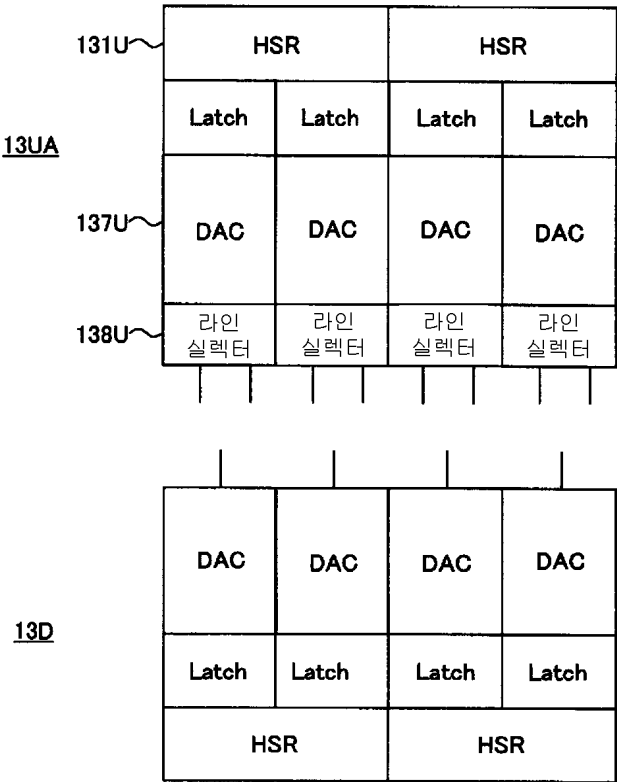 131U HSR HSR
Latch Latch Latch Latch
13UA
137U DAC DAC DAC DAC
138U 라인 실렉터 라인 실렉터 라인 실렉터 라인 실렉터
DAC DAC DAC DAC
13D
Latch Latch Latch Latch
HSR HSR